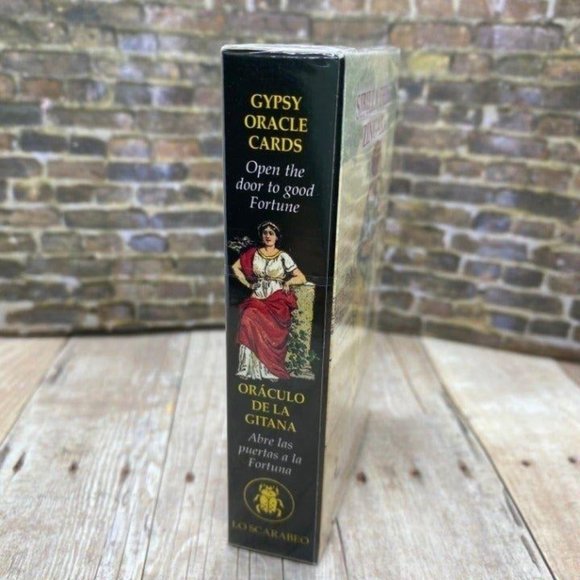 GYPSY
ORACLE
CARDS
Open the
door to good
Fortune
ORÁCULO
DE LA
GITANA
Abre las
puertas a la
Fortuna
LO SCARABEO